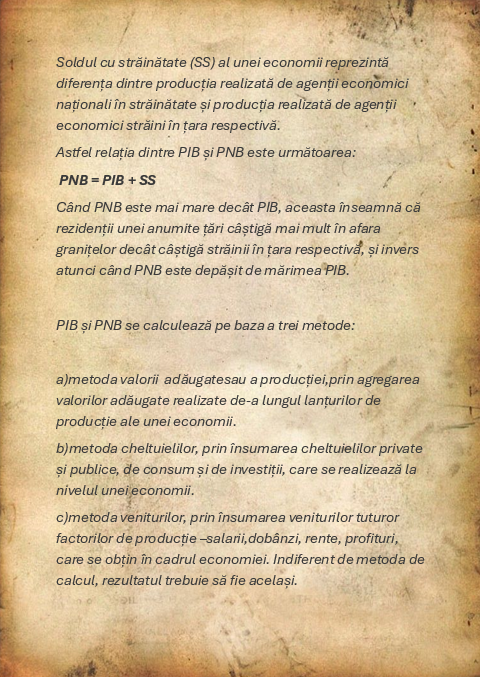 Soldul cu străinătate (SS) al unei economii reprezintă
diferența dintre producția realizată de agenții economici
naționali în străinătate și producția realizată de agenții
economici străini în țara respectivă.
Astfel relația dintre PIB și PNB este următoarea:
PNB = PIB + SS
Când PNB este mai mare decât PIB, aceasta înseamnă că
rezidenții unei anumite țări câștigă mai mult în afara
granițelor decât câștigă străinii în țara respectivă, și invers
atunci când PNB este depășit de mărimea PIB.
PIB și PNB se calculează pe baza a trei metode:
a)metoda valorii adăugatesau a producției,prin agregarea
valorilor adăugate realizate de-a lungul lanțurilor de
producție ale unei economii.
b)metoda cheltuielilor, prin însumarea cheltuielilor private
și publice, de consum și de investiții, care se realizează la
nivelul unei economii.
c)metoda veniturilor, prin însumarea veniturilor tuturor
factorilor de producție –salarii,dobânzi, rente, profituri,
care se obțin în cadrul economiei. Indiferent de metoda de
calcul, rezultatul trebuie să fie același.